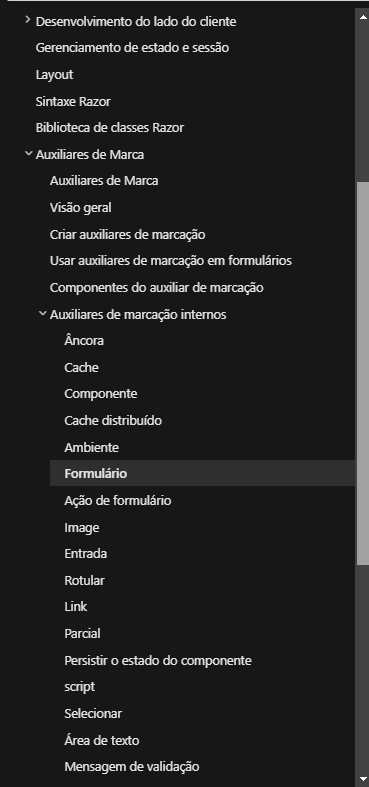 Desenvolvimento do lado do cliente
Gerenciamento de estado e sessão
Layout
Sintaxe Razor
Biblioteca de classes Razor
Auxiliares de Marca
Auxiliares de Marca
Visão geral
Criar auxiliares de marcação
Usar auxiliares de marcação em formulários
Componentes do auxiliar de marcação
Auxiliares de marcação internos
Âncora
Cache
Componente
Cache distribuído
Ambiente
Formulário
Ação de formulário
Image
Entrada
Rotular
Link
Parcial
Persistir o estado do componente
script
Selecionar
Área de texto
Mensagem de validação